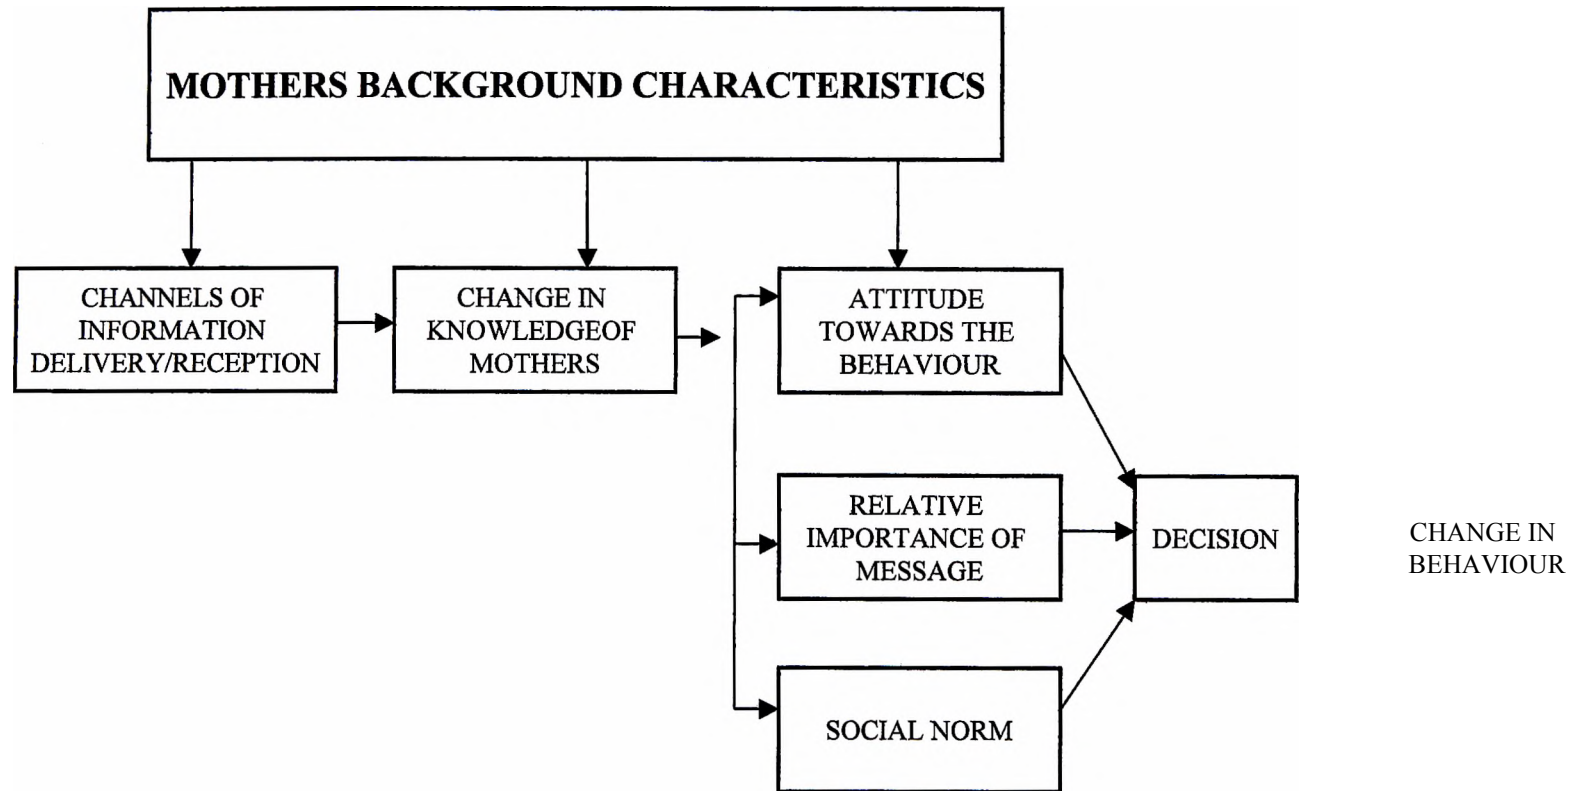 MOTHERS BACKGROUND CHARACTERISTICS
CHANNELS OF
INFORMATION
DELIVERY/RECEPTION
CHANGE IN
KNOWLEDGEOF
MOTHERS
ATTITUDE
TOWARDS THE
BEHAVIOUR
RELATIVE
IMPORTANCE OF
MESSAGE
SOCIAL NORM
DECISION
CHANGE IN
BEHAVIOUR